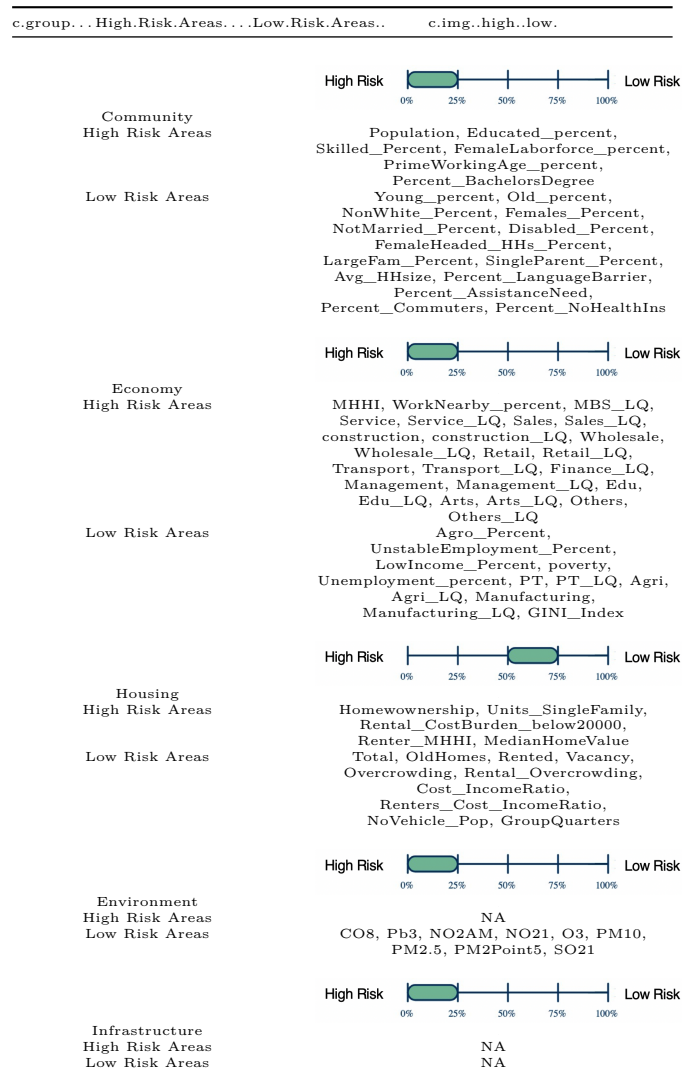 c.group...High.Risk.Areas....Low.Risk.Areas.. c.img..high..low.
High Risk Low Risk
0% 25% 50% 75% 100%
Community
High Risk Areas Population, Educated_percent,
Skilled_Percent, FemaleLaborforce_percent,
PrimeWorkingAge_percent,
Percent_BachelorsDegree
Low Risk Areas Young_percent, Old_percent,
NonWhite_Percent, Females_Percent,
NotMarried_Percent, Disabled_Percent,
FemaleHeaded_HHs_Percent,
LargeFam_Percent, SingleParent_Percent,
Avg_HHsize, Percent_LanguageBarrier,
Percent_AssistanceNeed,
Percent_Commuters, Percent_NoHealthIns
High Risk Low Risk
0% 25% 50% 75% 100%
Economy
High Risk Areas MHHI, WorkNearby_percent, MBS_LQ,
Service, Service_LQ, Sales, Sales_LQ,
construction, construction_LQ, Wholesale,
Wholesale_LQ, Retail, Retail_LQ,
Transport, Transport_LQ, Finance_LQ,
Management, Management_LQ, Edu,
Edu_LQ, Arts, Arts_LQ, Others,
Others_LQ
Low Risk Areas Agro_Percent,
UnstableEmployment_Percent,
LowIncome_Percent, poverty,
Unemployment_percent, PT, PT_LQ, Agri,
Agri_LQ, Manufacturing,
Manufacturing_LQ, GINI_Index
High Risk Low Risk
0% 25% 50% 75% 100%
Housing
High Risk Areas Homewownership, Units_SingleFamily,
Rental_CostBurden_below20000,
Renter_MHHI, MedianHomeValue
Low Risk Areas Total, OldHomes, Rented, Vacancy,
Overcrowding, Rental_Overcrowding,
Cost_IncomeRatio,
Renters_Cost_IncomeRatio,
NoVehicle_Pop, GroupQuarters
High Risk Low Risk
0% 25% 50% 75% 100%
Environment
High Risk Areas NA
Low Risk Areas CO8, Pb3, NO2AM, NO21, O3, PM10,
PM2.5, PM2Point5, SO21
High Risk Low Risk
0% 25% 50% 75% 100%
Infrastructure
High Risk Areas NA
Low Risk Areas NA